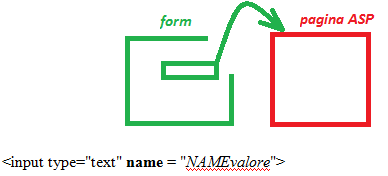 form pagina ASP
<input type="text" name = "NAMEvalore">